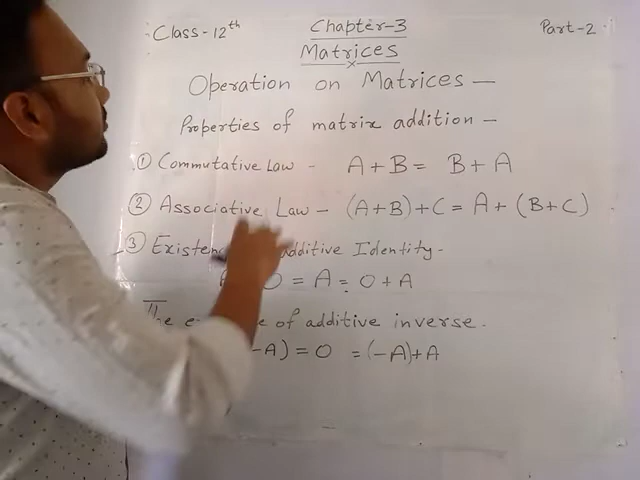 Class-12th Chapter-3 Part-2
Matrices
Operation on Matrices —
Properties of matrix addition —
① Commutative Law - A+B = B+A
② Associative Law - (A+B)+C = A+(B+C)
③ additive Identity-
O = A = O+A
The of additive inverse.
-A) = O = (-A)+A